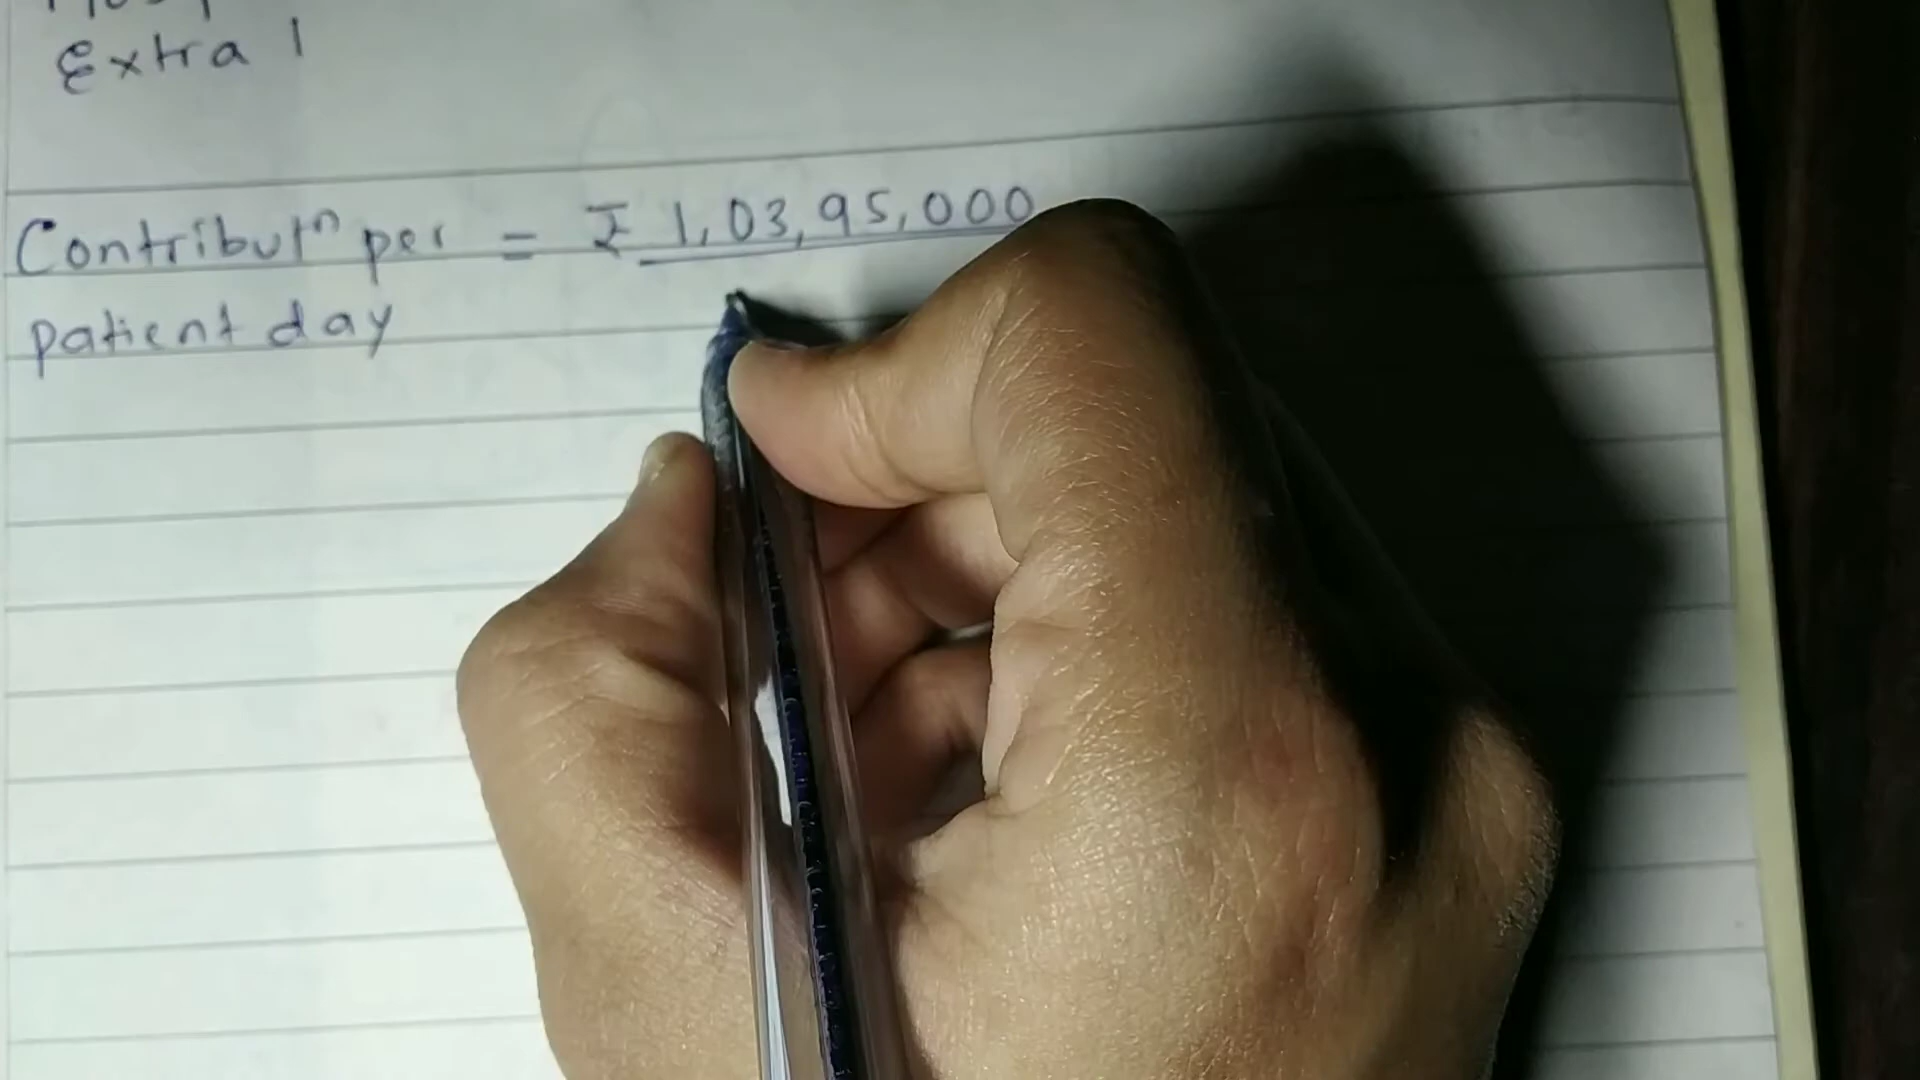 Extra 1
Contributⁿ per = ₹ 1,03,95,000
patient day